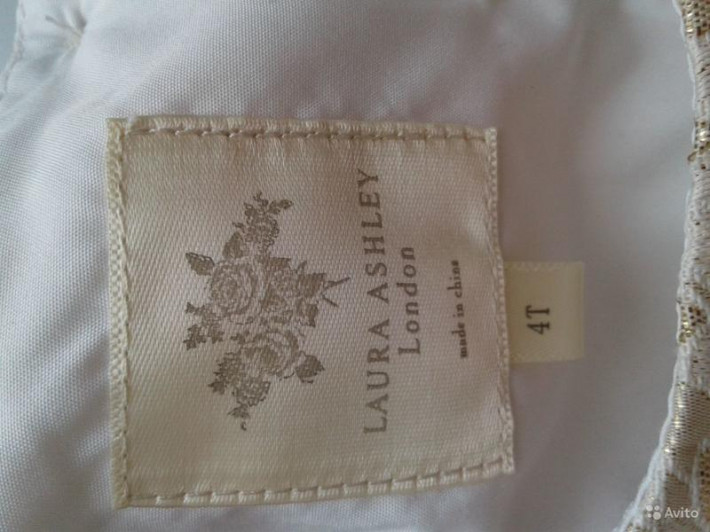 LAURA ASHLEY
London
made in china
4T
Avito